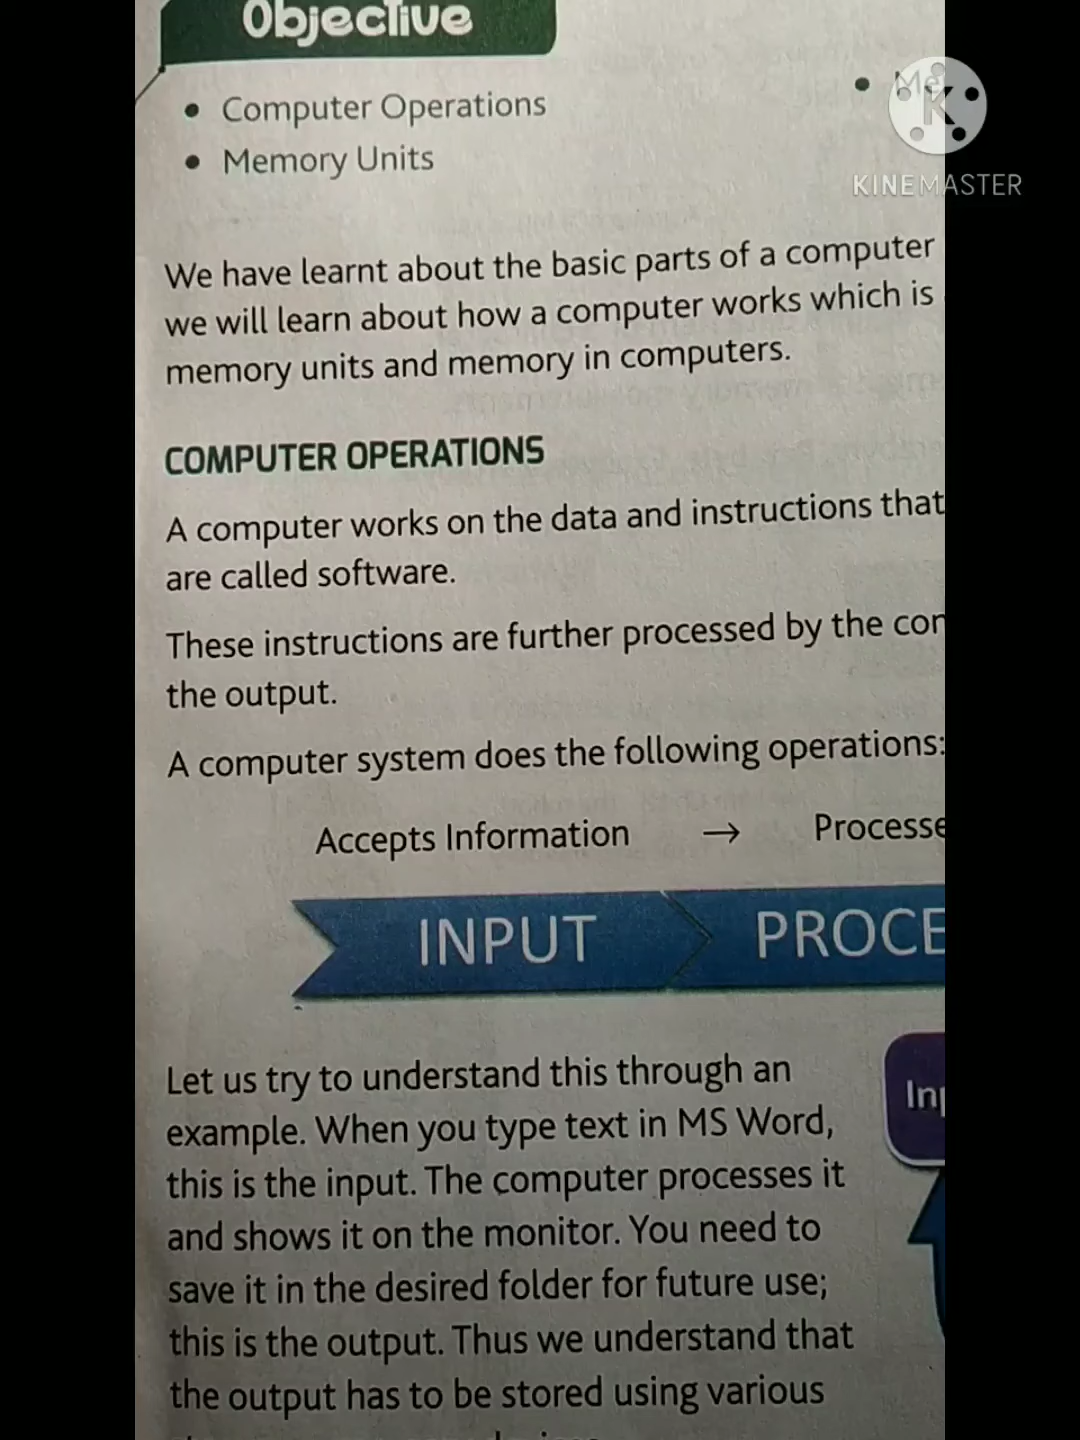 Objective
• Computer Operations
• Memory Units
• Me
KINEMASTER
We have learnt about the basic parts of a computer
we will learn about how a computer works which is
memory units and memory in computers.
COMPUTER OPERATIONS
A computer works on the data and instructions that
are called software.
These instructions are further processed by the com
the output.
A computer system does the following operations:
Accepts Information → Processe
INPUT PROCE
Let us try to understand this through an
example. When you type text in MS Word,
this is the input. The computer processes it
and shows it on the monitor. You need to
save it in the desired folder for future use;
this is the output. Thus we understand that
the output has to be stored using various
Inp